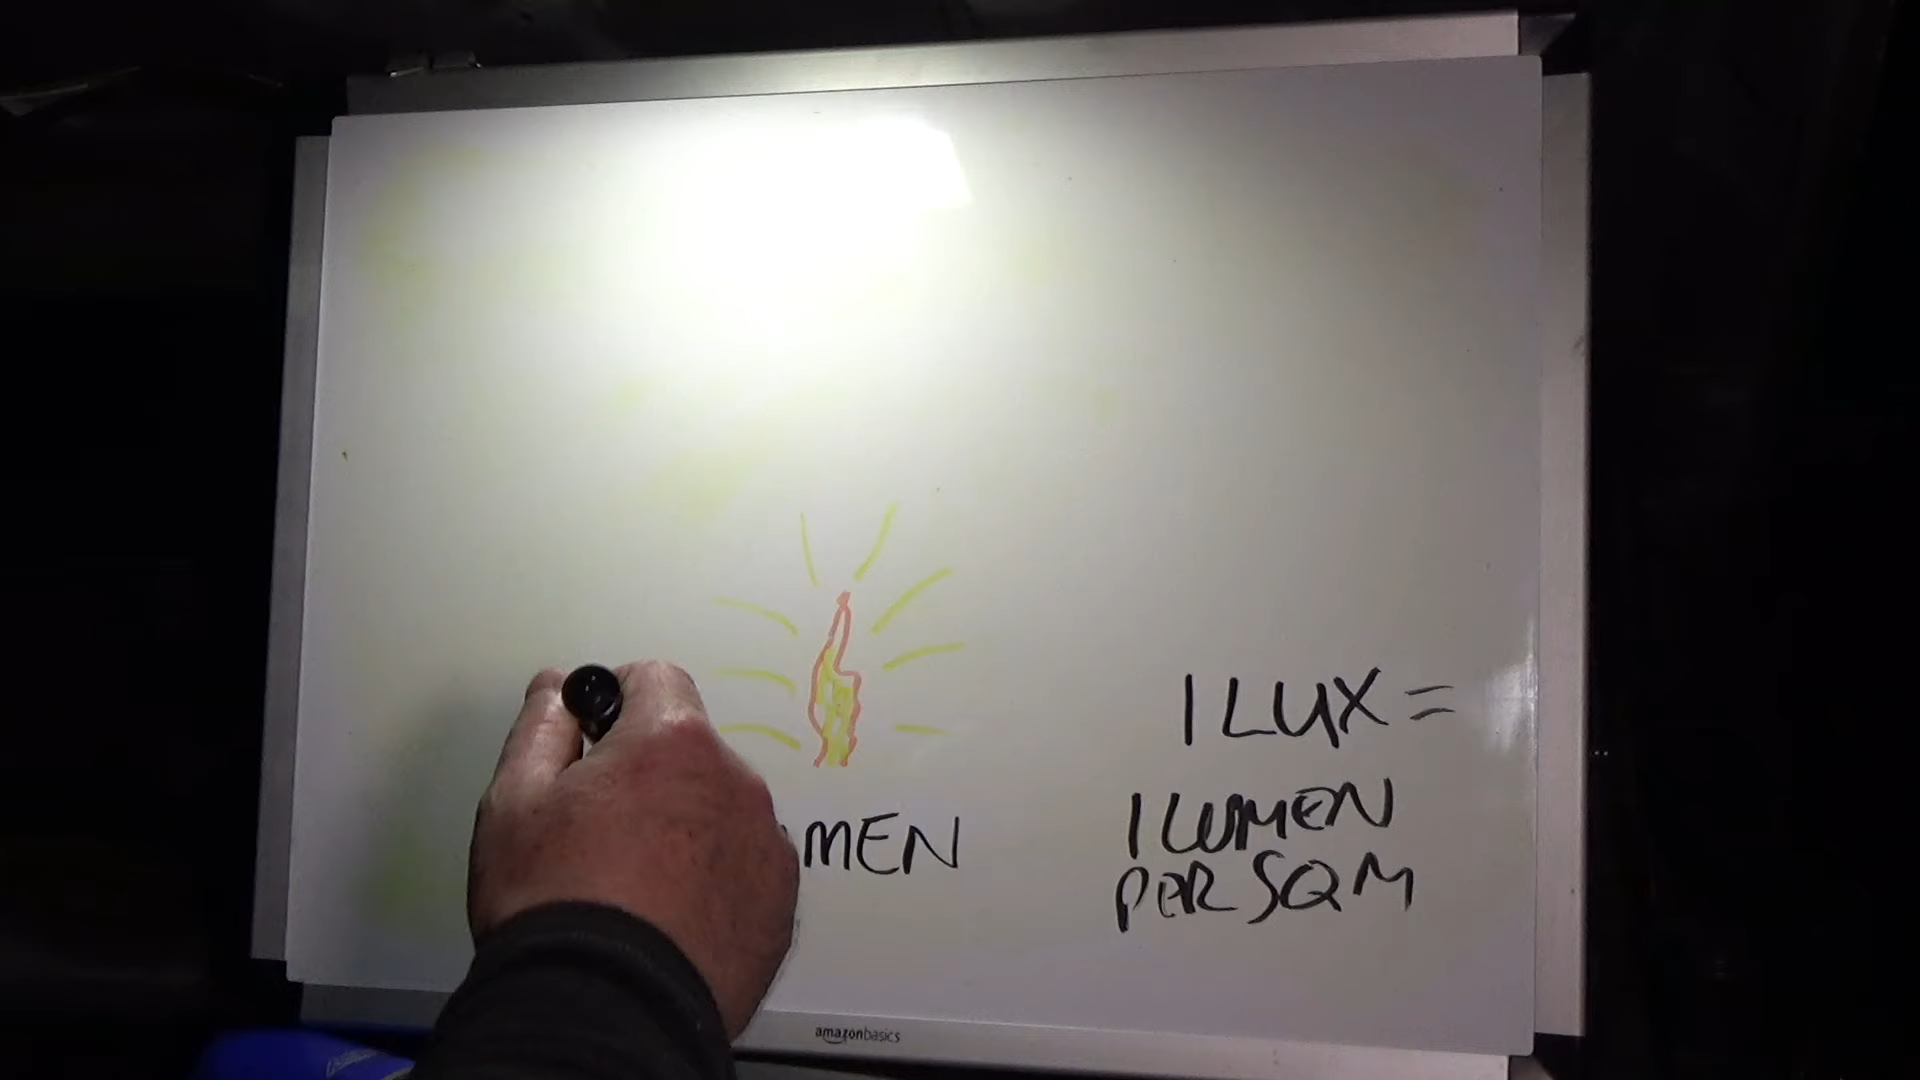 1 LUX =
1 LUMEN
PER SQM
MEN
amazonbasics